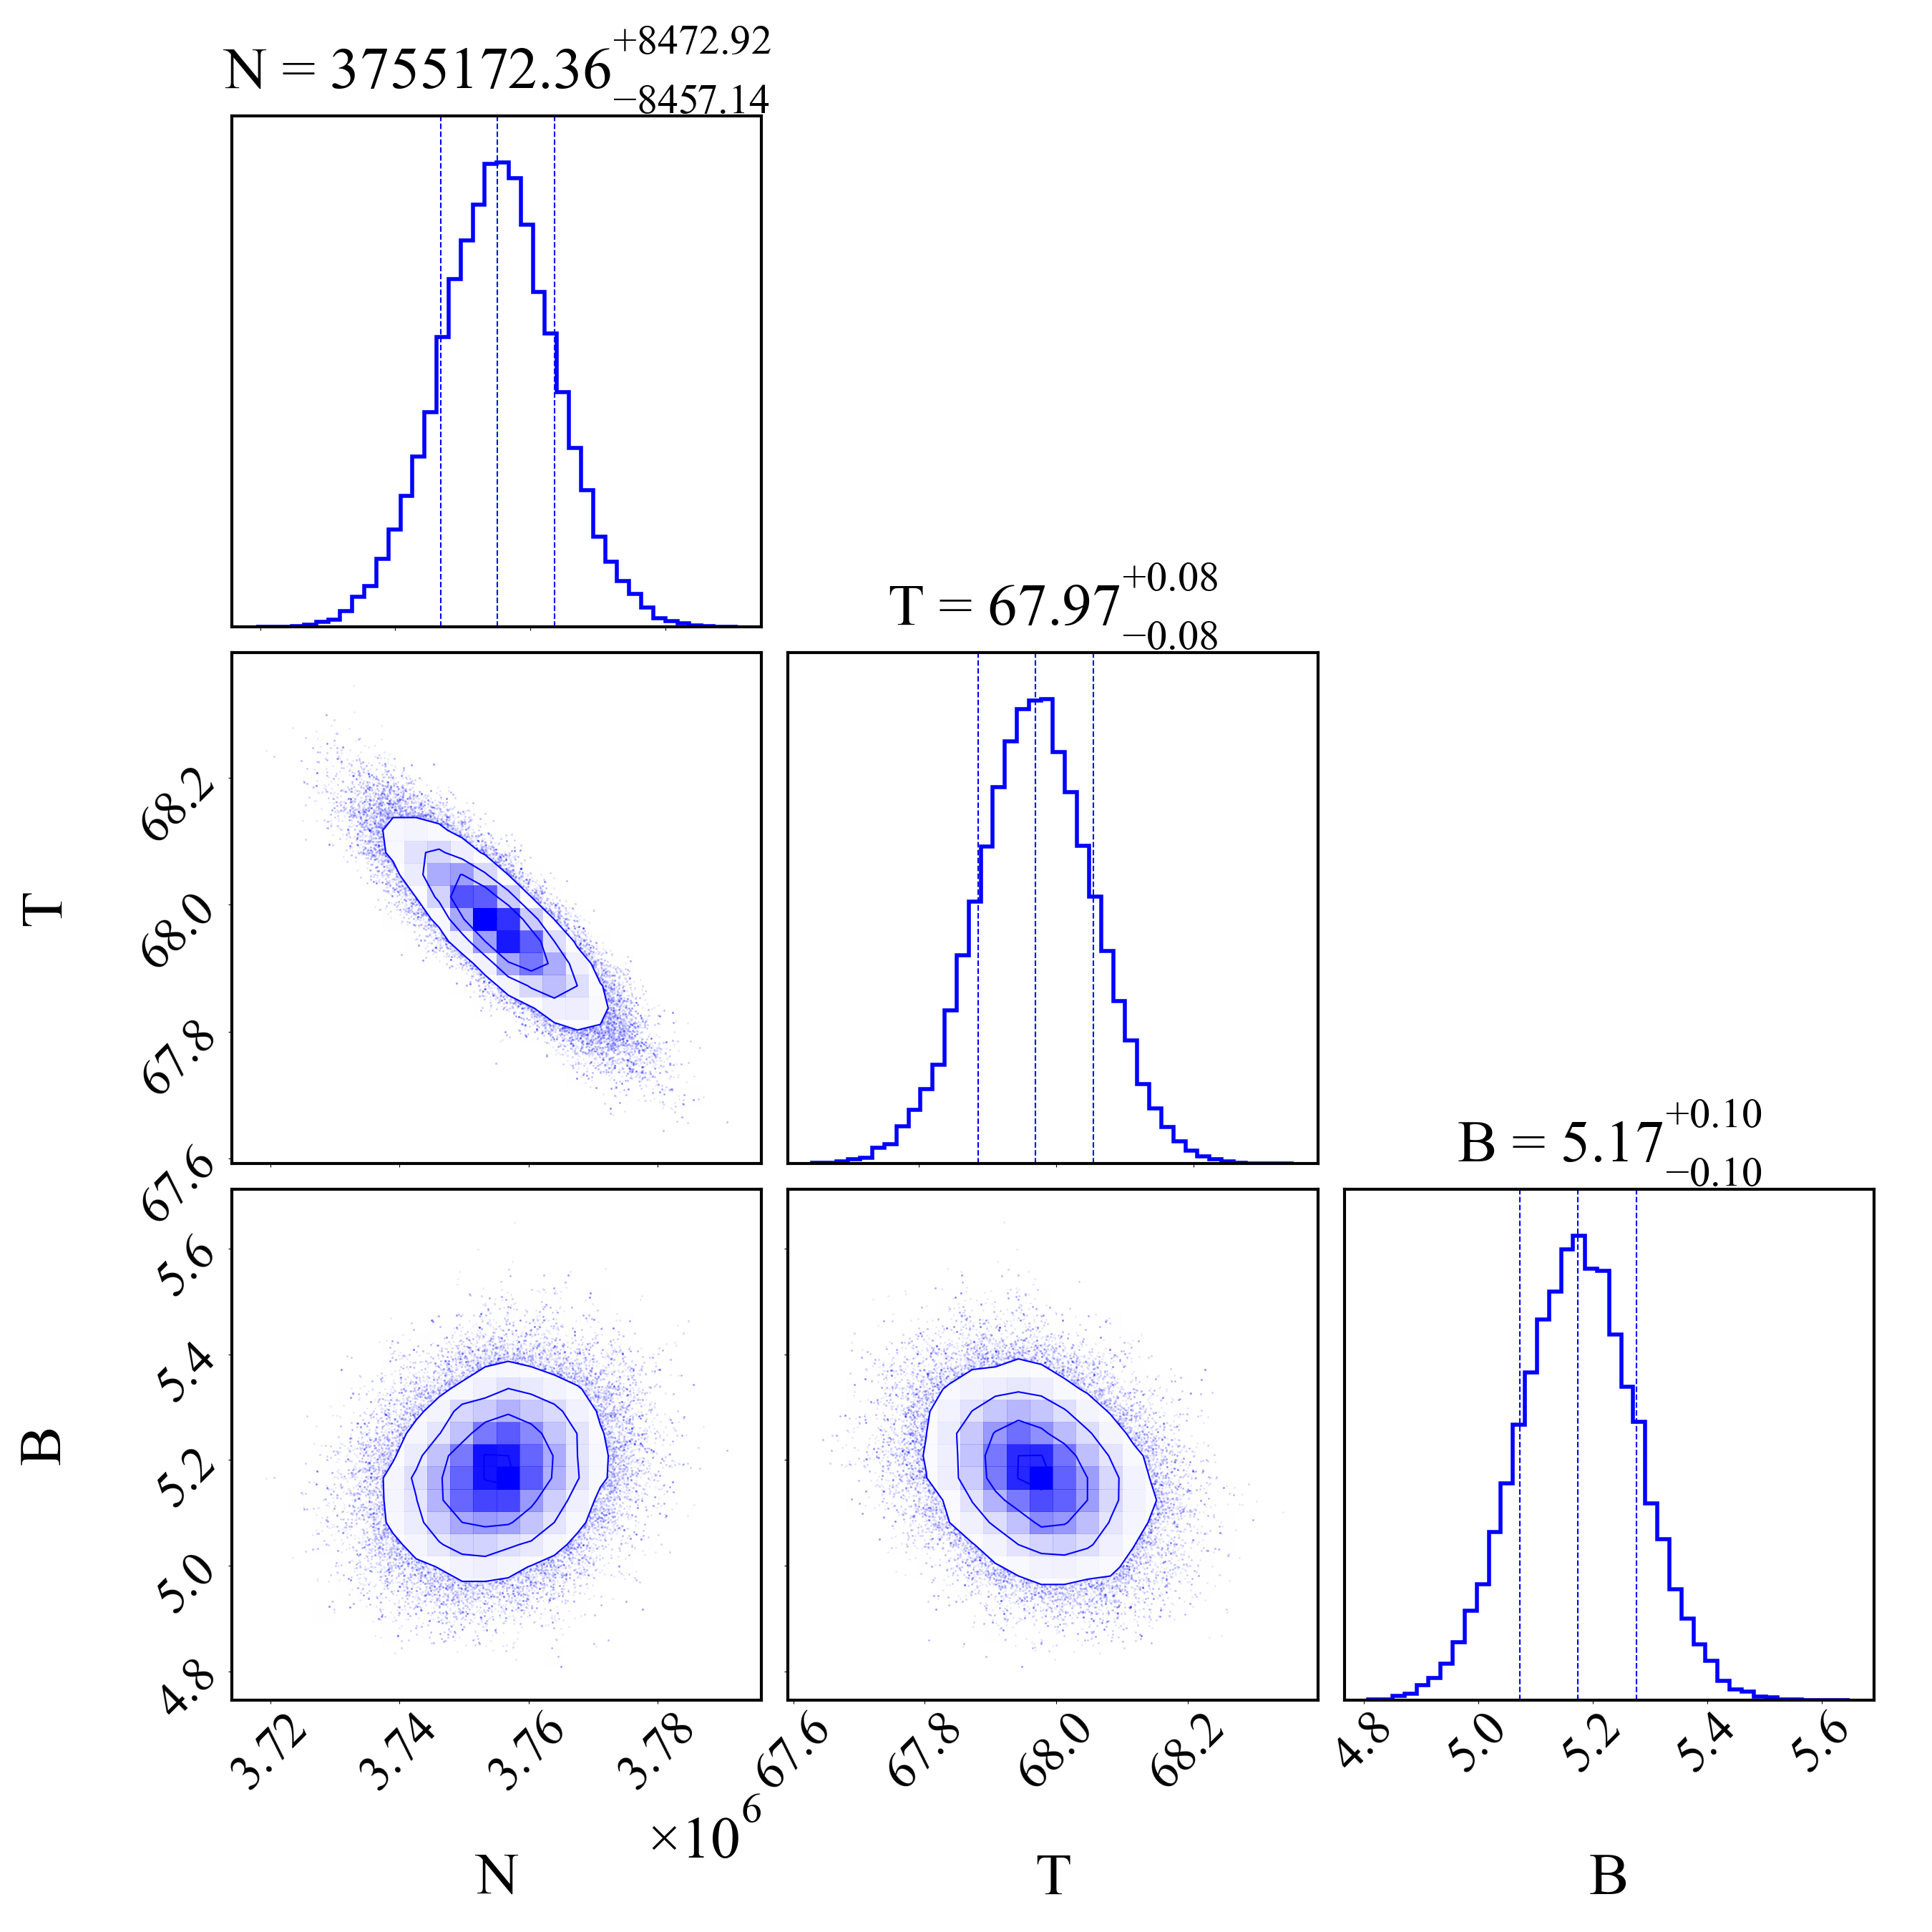 N = 3755172.36+8472.92−8457.14
T = 67.97+0.08−0.08
68.2
68.0
67.8
67.6
T
B = 5.17+0.10−0.10
5.6
5.4
5.2
5.0
4.8
B
3.72 3.74 3.76 3.78
67.6 67.8 68.0 68.2
4.8 5.0 5.2 5.4 5.6
×10^6
N T B